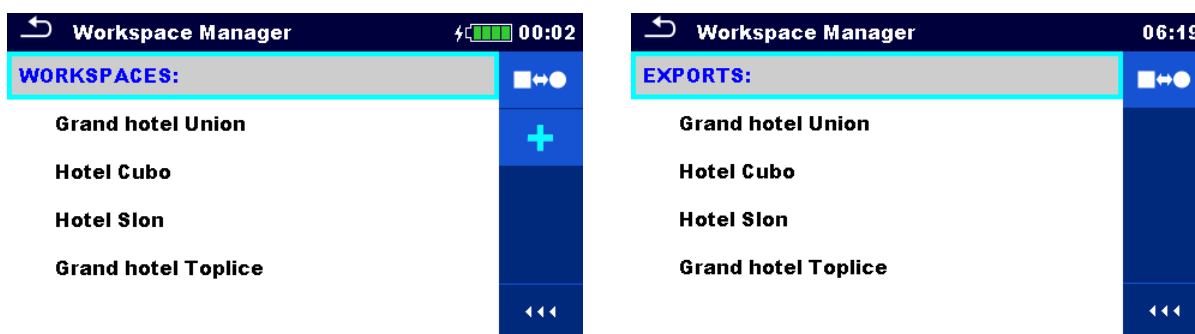 Workspace Manager 00:02
WORKSPACES:
Grand hotel Union
Hotel Cubo
Hotel Slon
Grand hotel Toplice
Workspace Manager 06:19
EXPORTS:
Grand hotel Union
Hotel Cubo
Hotel Slon
Grand hotel Toplice